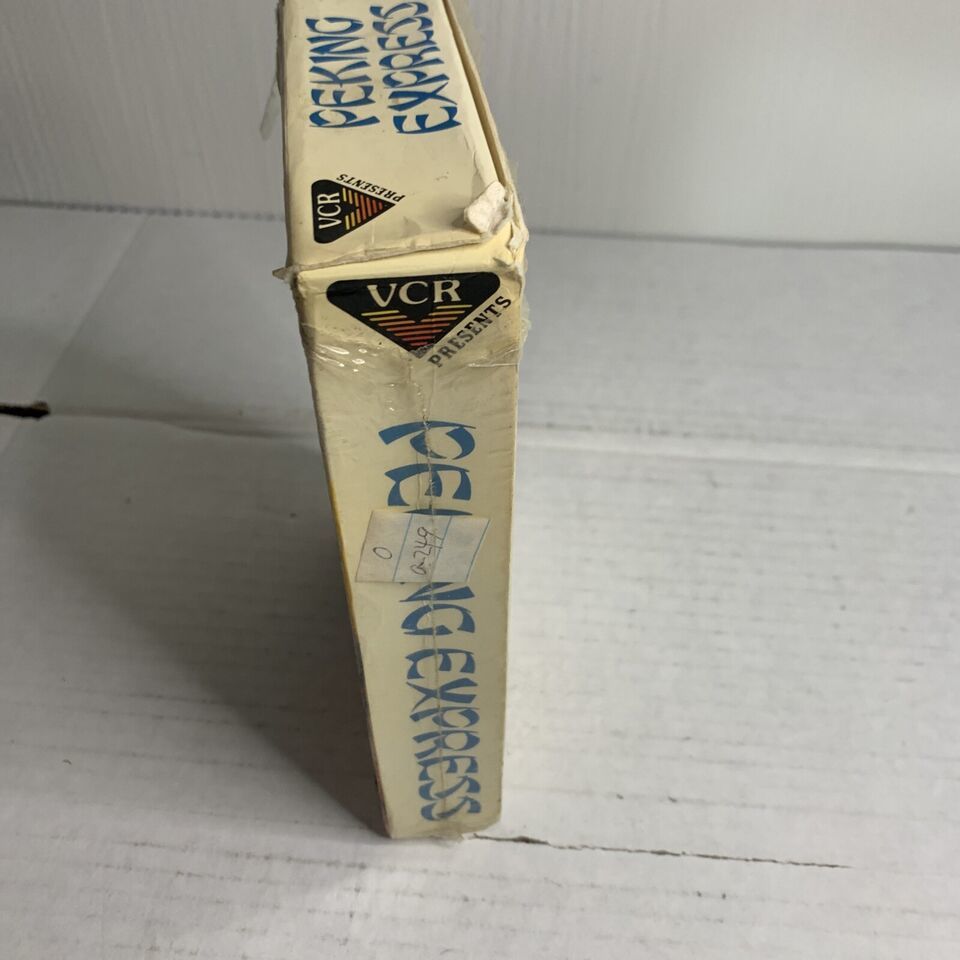 PEKING
EXPRESS
VCR
PRESENTS
VCR
PRESENTS
PEKING EXPRESS
O